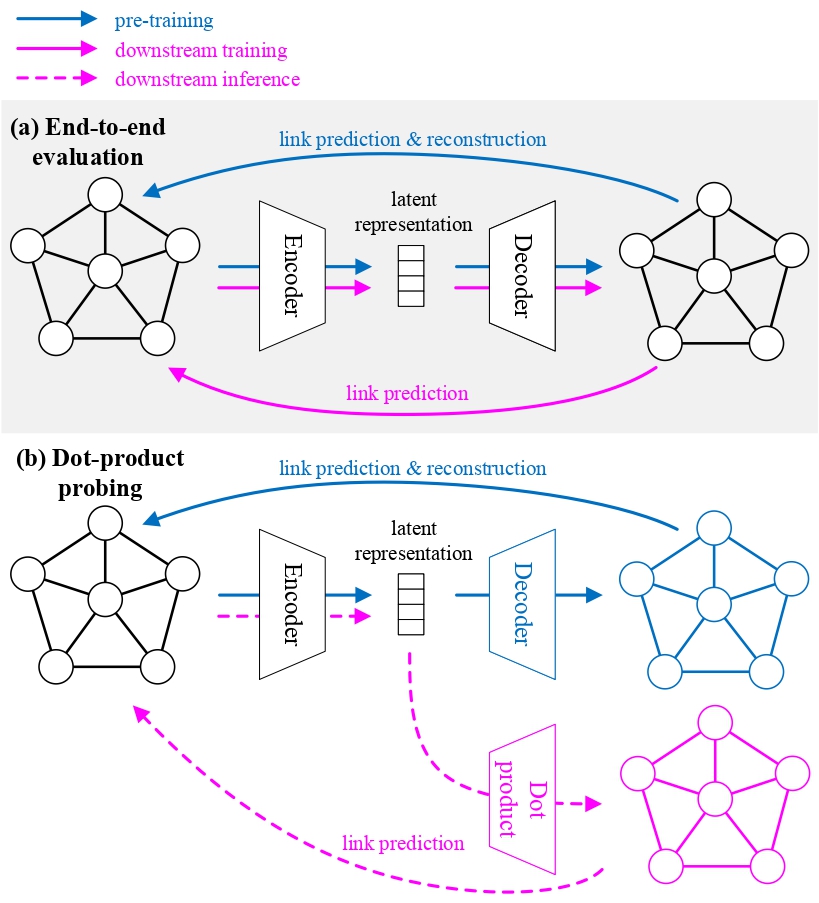 pre-training
downstream training
downstream inference
(a) End-to-end
evaluation
link prediction & reconstruction
latent
representation
Encoder
Decoder
link prediction
(b) Dot-product
probing
link prediction & reconstruction
latent
representation
Encoder
Decoder
Dot
product
link prediction